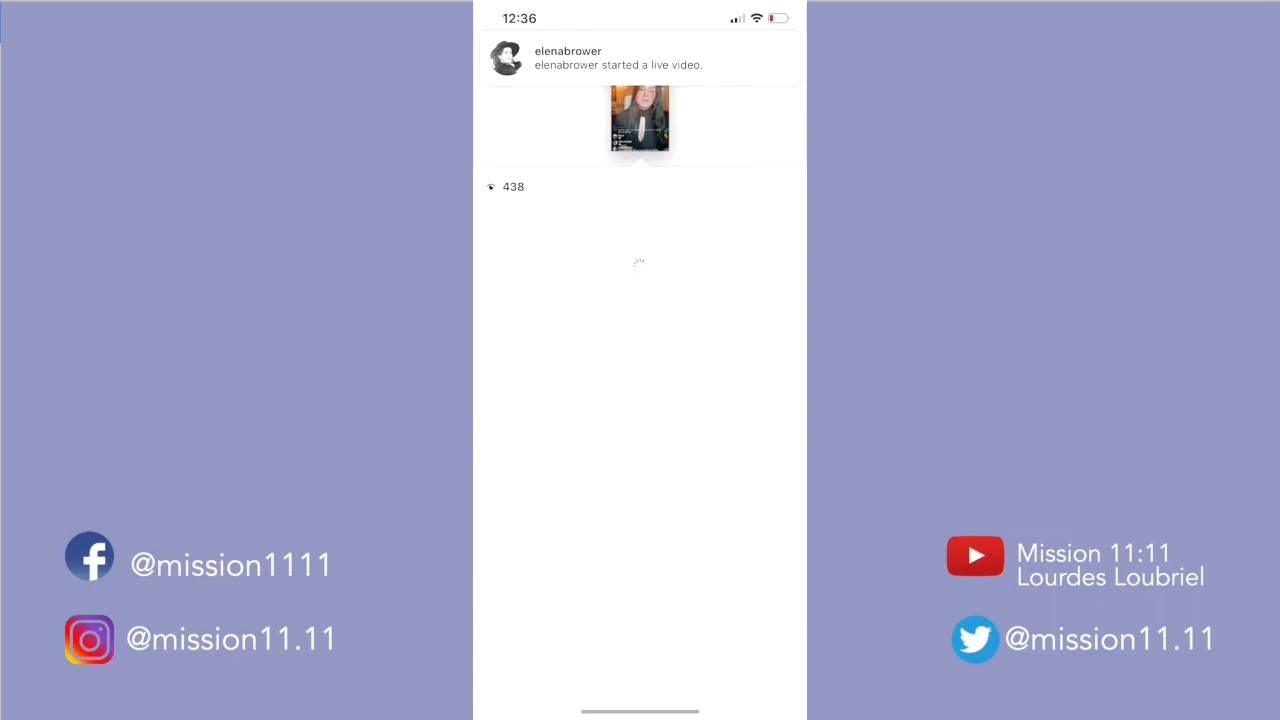 12:36
elenabrower
elenabrower started a live video.
438
@mission1111
@mission11.11
Mission 11:11
Lourdes Loubriel
@mission11.11